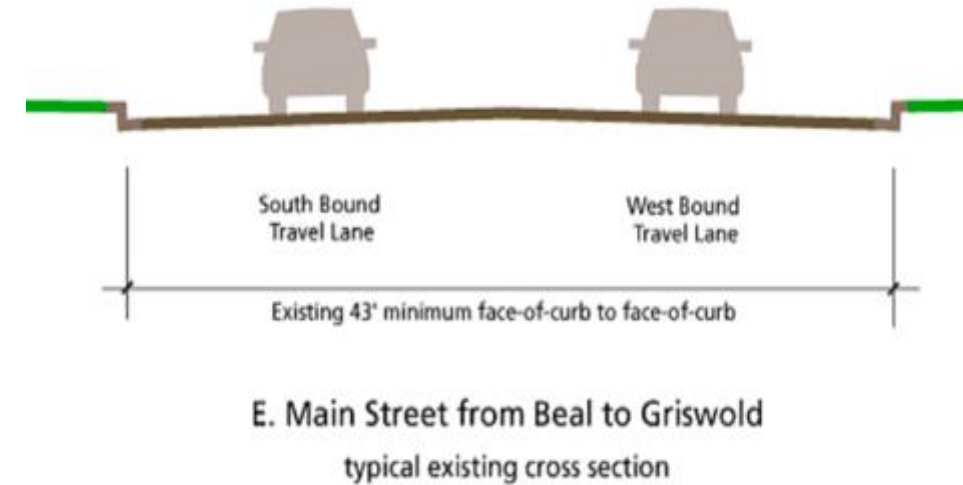 South Bound
Travel Lane
West Bound
Travel Lane
Existing 43' minimum face-of-curb to face-of-curb
E. Main Street from Beal to Griswold
typical existing cross section